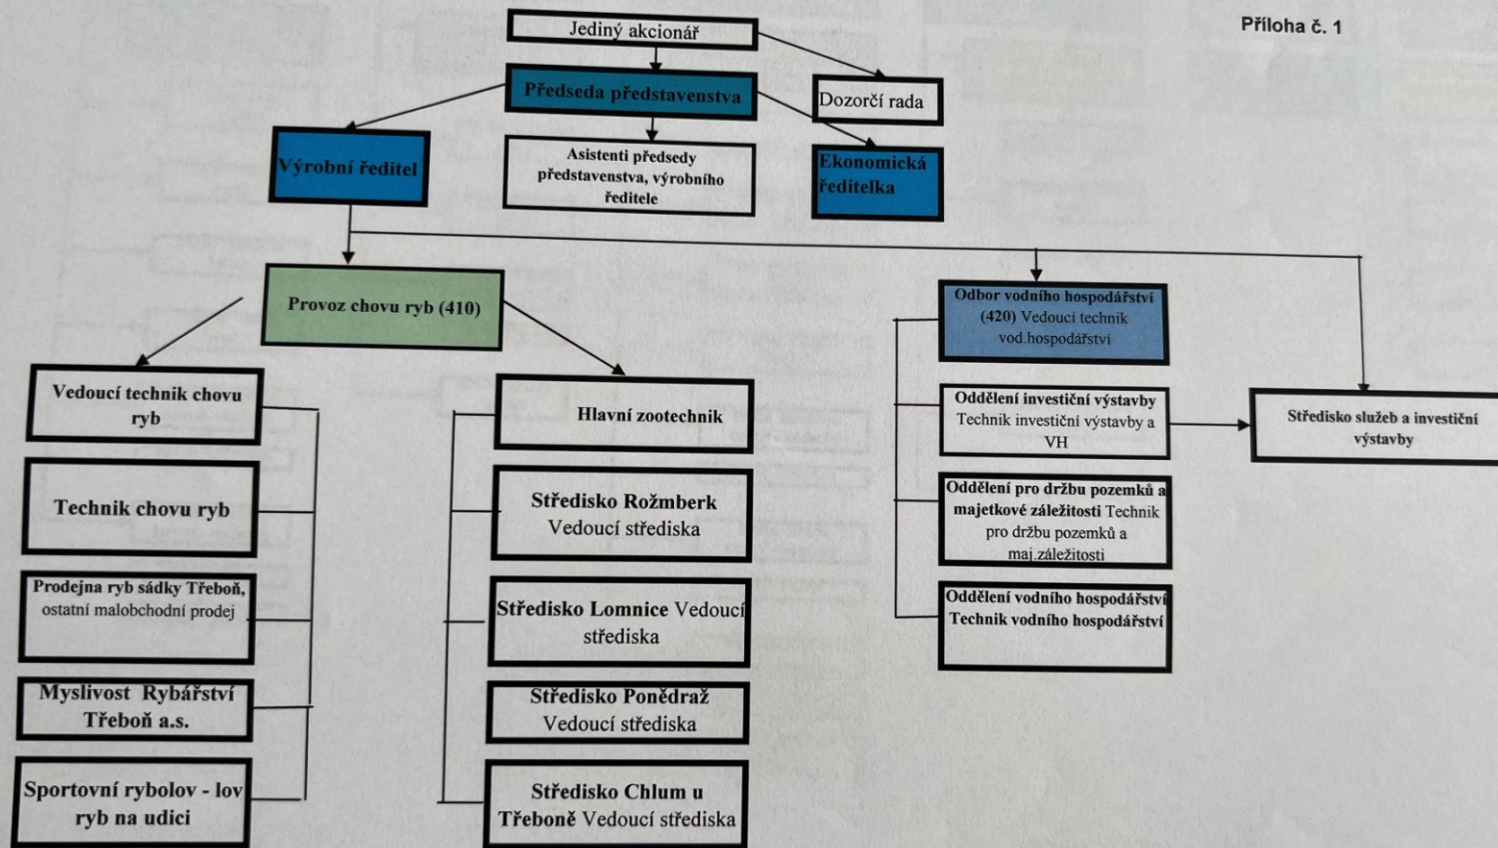 Příloha č. 1
Jediný akcionář
Předseda představenstva
Dozorčí rada
Výrobní ředitel
Asistenti předsedy
představenstva, výrobního
ředitele
Ekonomická
ředitelka
Provoz chovu ryb (410)
Odbor vodního hospodářství
(420) Vedoucí technik
vod.hospodářství
Vedoucí technik chovu
ryb
Technik chovu ryb
Prodejna ryb sádky Třeboň,
ostatní malobchodní prodej
Myslivost Rybářství
Třeboň a.s.
Sportovní rybolov - lov
ryb na udici
Hlavní zootechnik
Středisko Rožmberk
Vedoucí střediska
Středisko Lomnice Vedoucí
střediska
Středisko Ponědraž
Vedoucí střediska
Středisko Chlum u
Třeboně Vedoucí střediska
Oddělení investiční výstavby
Technik investiční výstavby a
VH
Oddělení pro držbu pozemků a
majetkové záležitosti Technik
pro držbu pozemků a
maj.záležitosti
Oddělení vodního hospodářství
Technik vodního hospodářství
Středisko služeb a investiční
výstavby